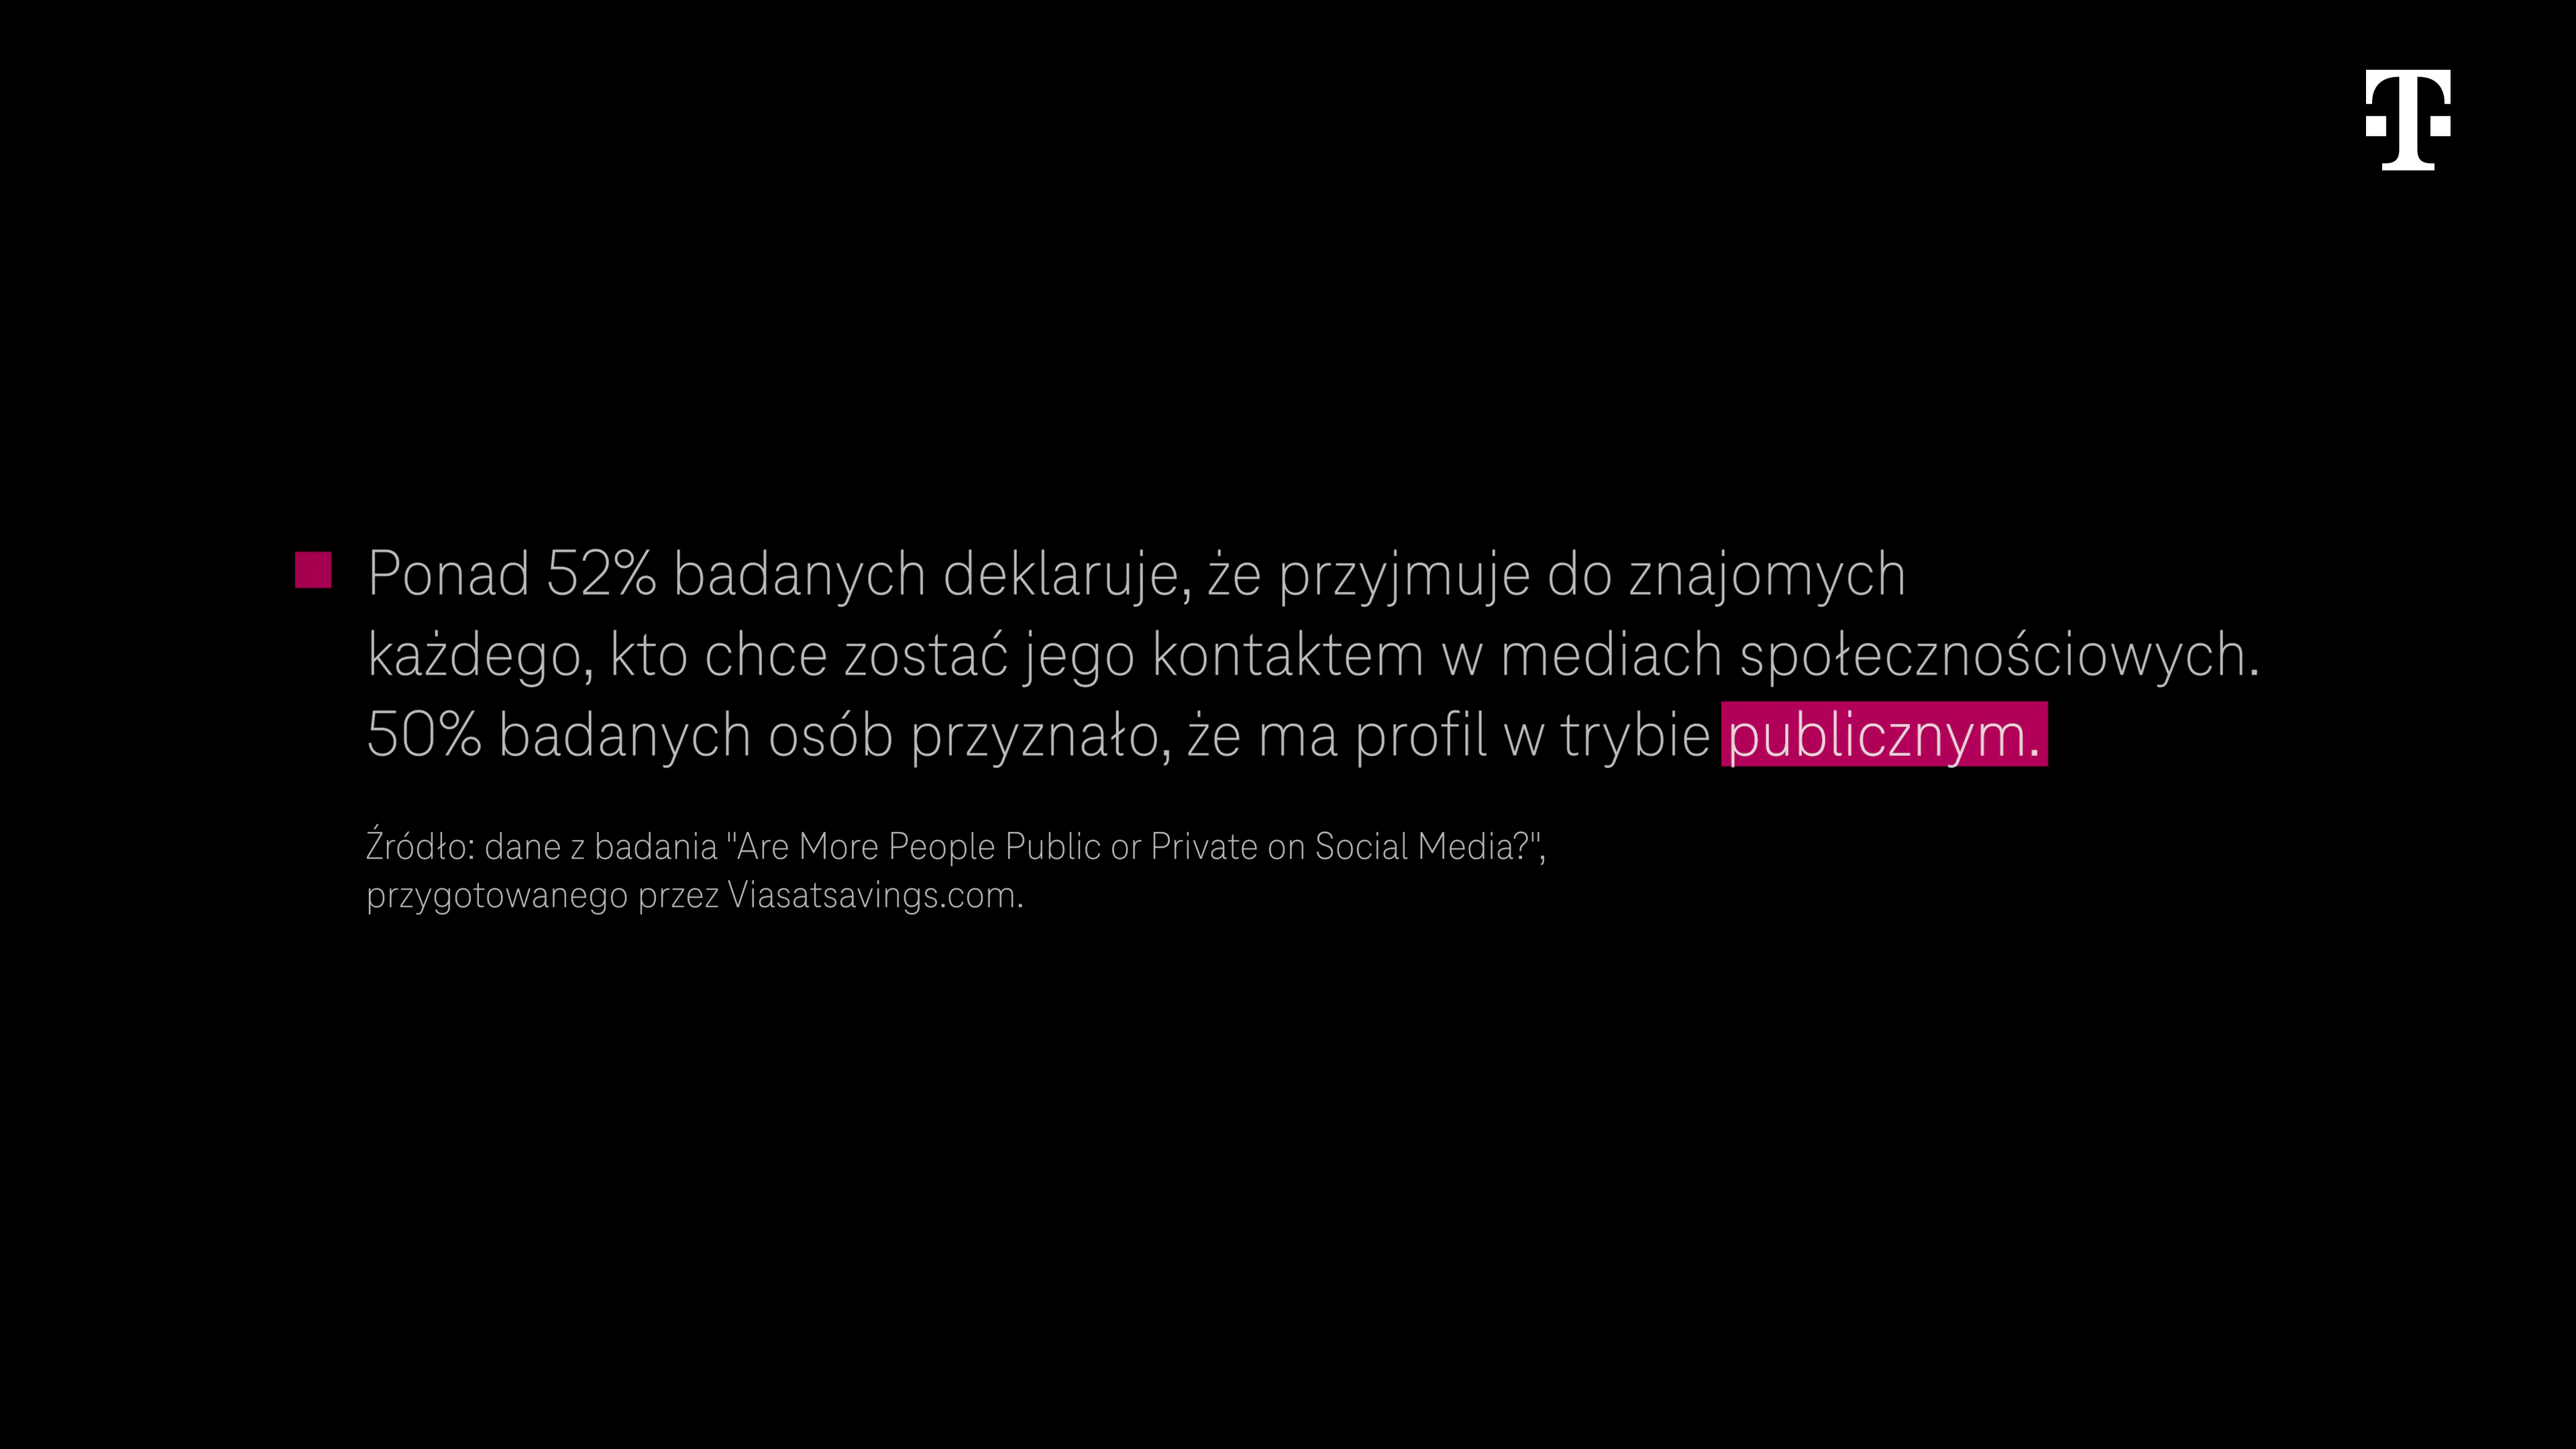 Ponad 52% badanych deklaruje, że przyjmuje do znajomych
każdego, kto chce zostać jego kontaktem w mediach społecznościowych.
50% badanych osób przyznało, że ma profil w trybie publicznym.
Źródło: dane z badania "Are More People Public or Private on Social Media?",
przygotowanego przez Viasatsavings.com.